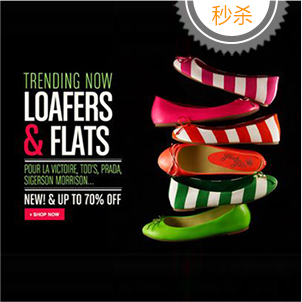 秒杀
TRENDING NOW
LOAFERS
& FLATS
POUR LA VICTOIRE, TOD'S, PRADA,
SIGERSON MORRISON...
NEW! & UP TO 70% OFF
SHOP NOW